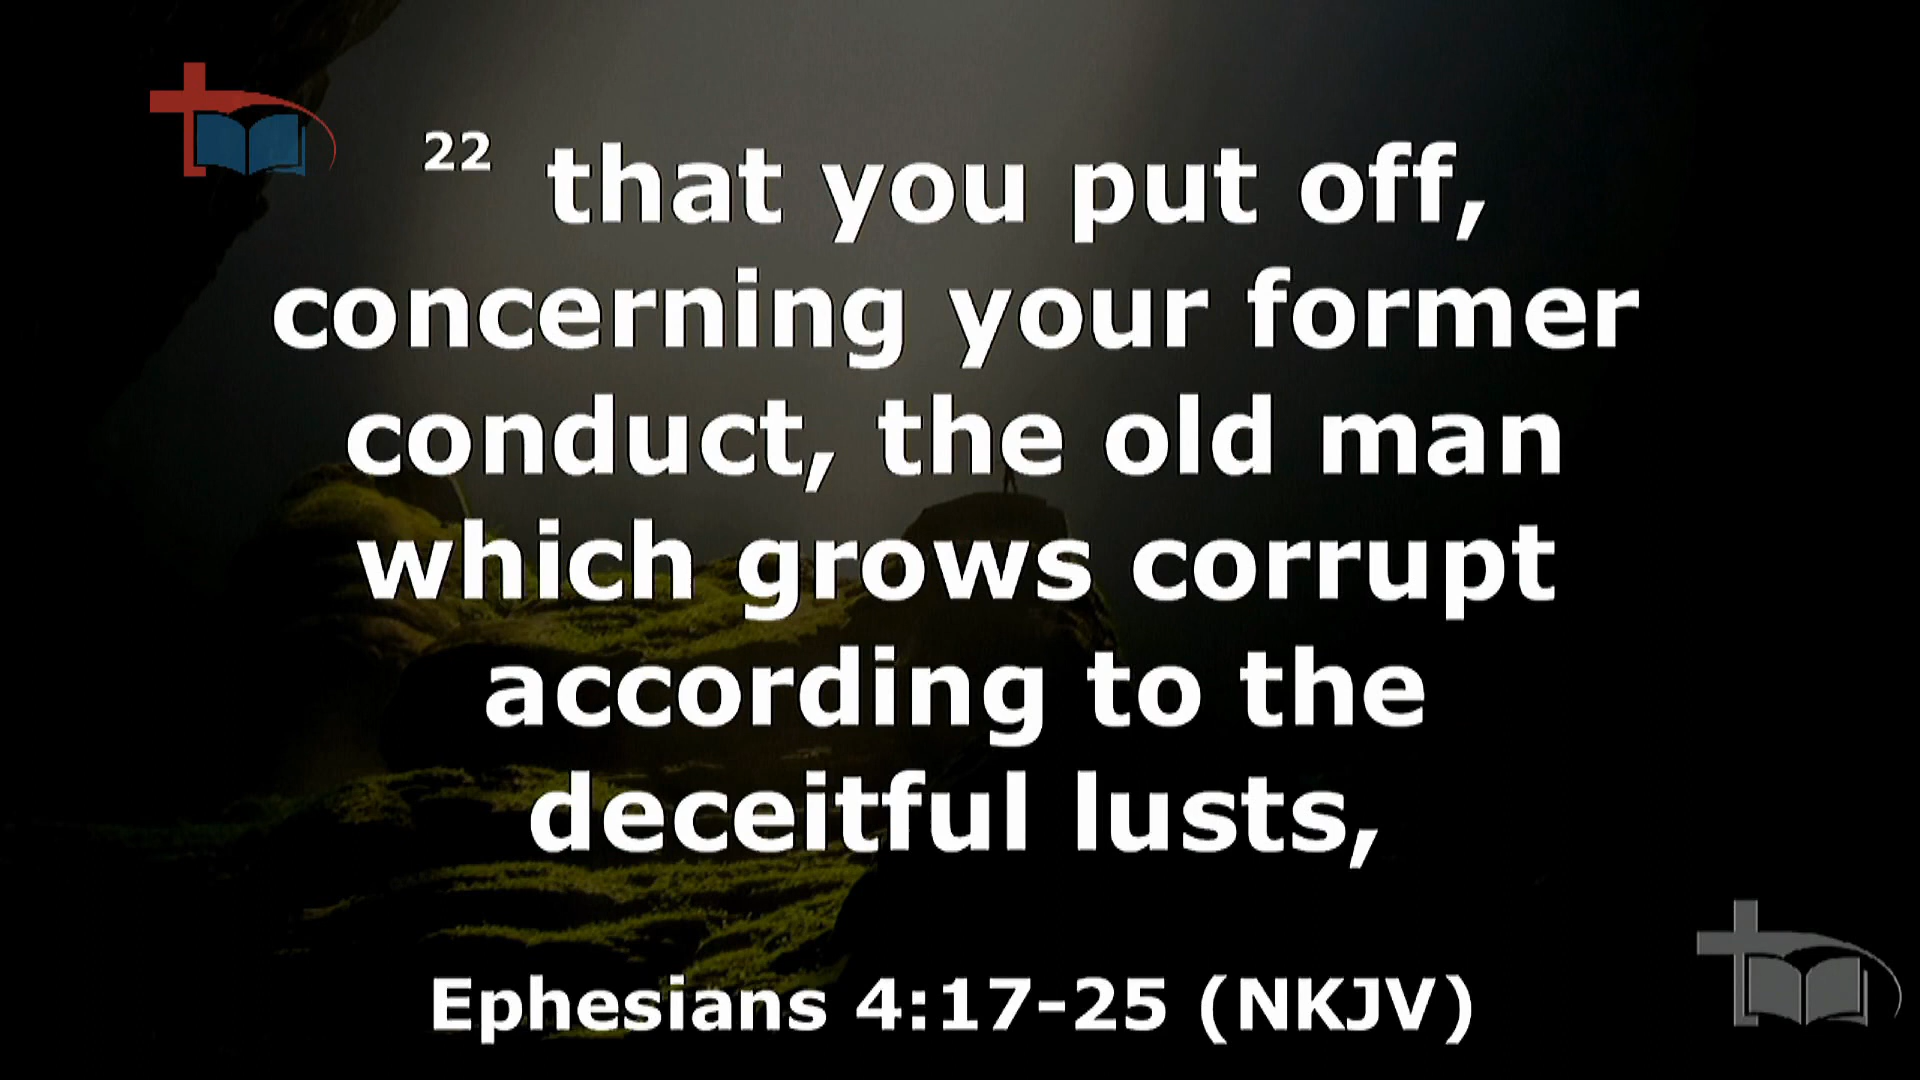 22 that you put off,
concerning your former
conduct, the old man
which grows corrupt
according to the
deceitful lusts,
Ephesians 4:17-25 (NKJV)